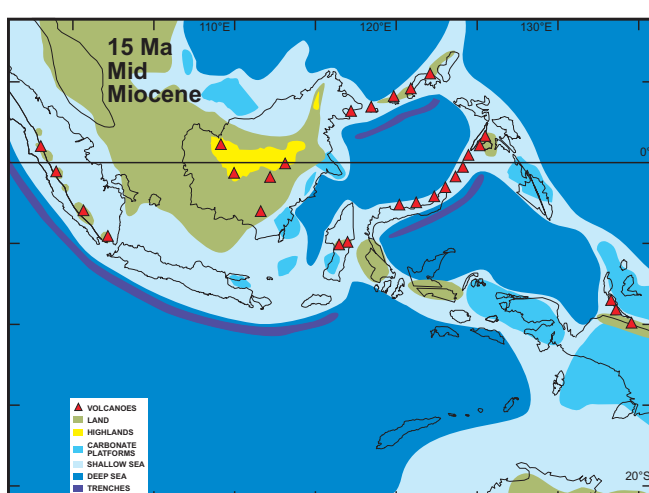 110°E
120°E
130°E
15 Ma
Mid
Miocene
0°
VOLCANOES
LAND
HIGHLANDS
CARBONATE
PLATFORMS
SHALLOW SEA
DEEP SEA
TRENCHES
20°S